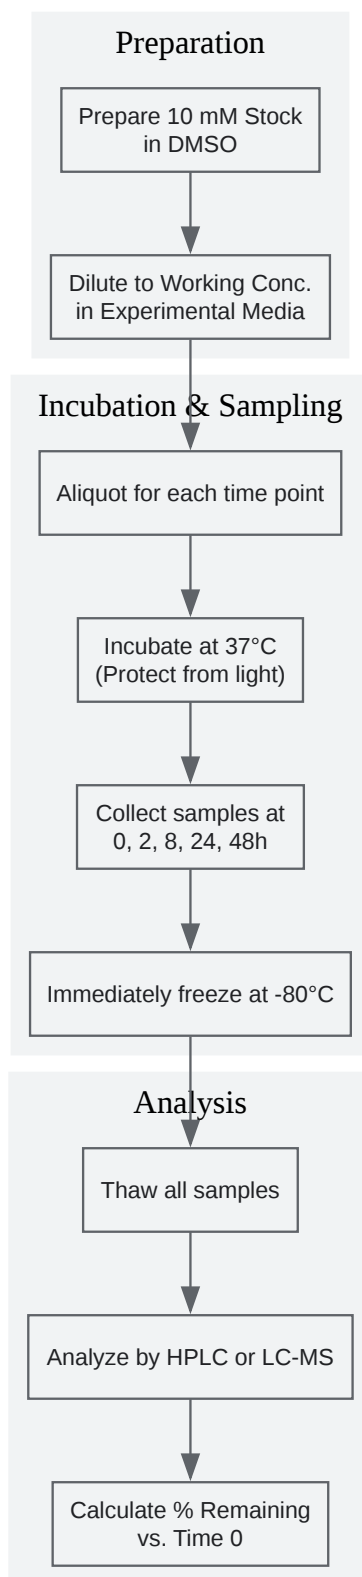 Preparation
Prepare 10 mM Stock
in DMSO
Dilute to Working Conc.
in Experimental Media
Incubation & Sampling
Aliquot for each time point
Incubate at 37°C
(Protect from light)
Collect samples at
0, 2, 8, 24, 48h
Immediately freeze at -80°C
Analysis
Thaw all samples
Analyze by HPLC or LC-MS
Calculate % Remaining
vs. Time 0